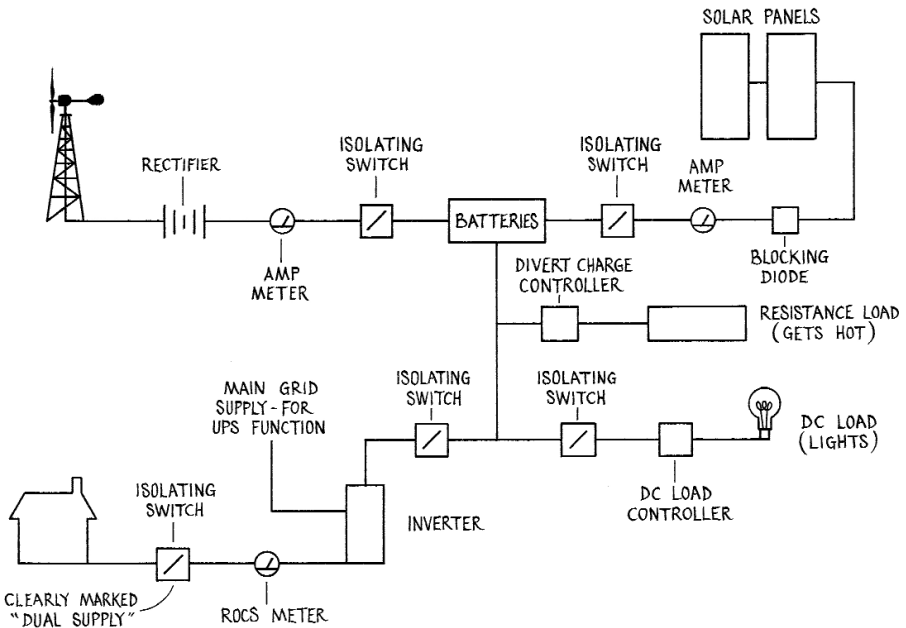 SOLAR PANELS
ISOLATING
SWITCH
ISOLATING
SWITCH
RECTIFIER
AMP
METER
BATTERIES
AMP
METER
BLOCKING
DIODE
DIVERT CHARGE
CONTROLLER
RESISTANCE LOAD
(GETS HOT)
MAIN GRID
SUPPLY-FOR
UPS FUNCTION
ISOLATING
SWITCH
ISOLATING
SWITCH
DC LOAD
(LIGHTS)
ISOLATING
SWITCH
INVERTER
DC LOAD
CONTROLLER
CLEARLY MARKED
"DUAL SUPPLY"
ROCS METER